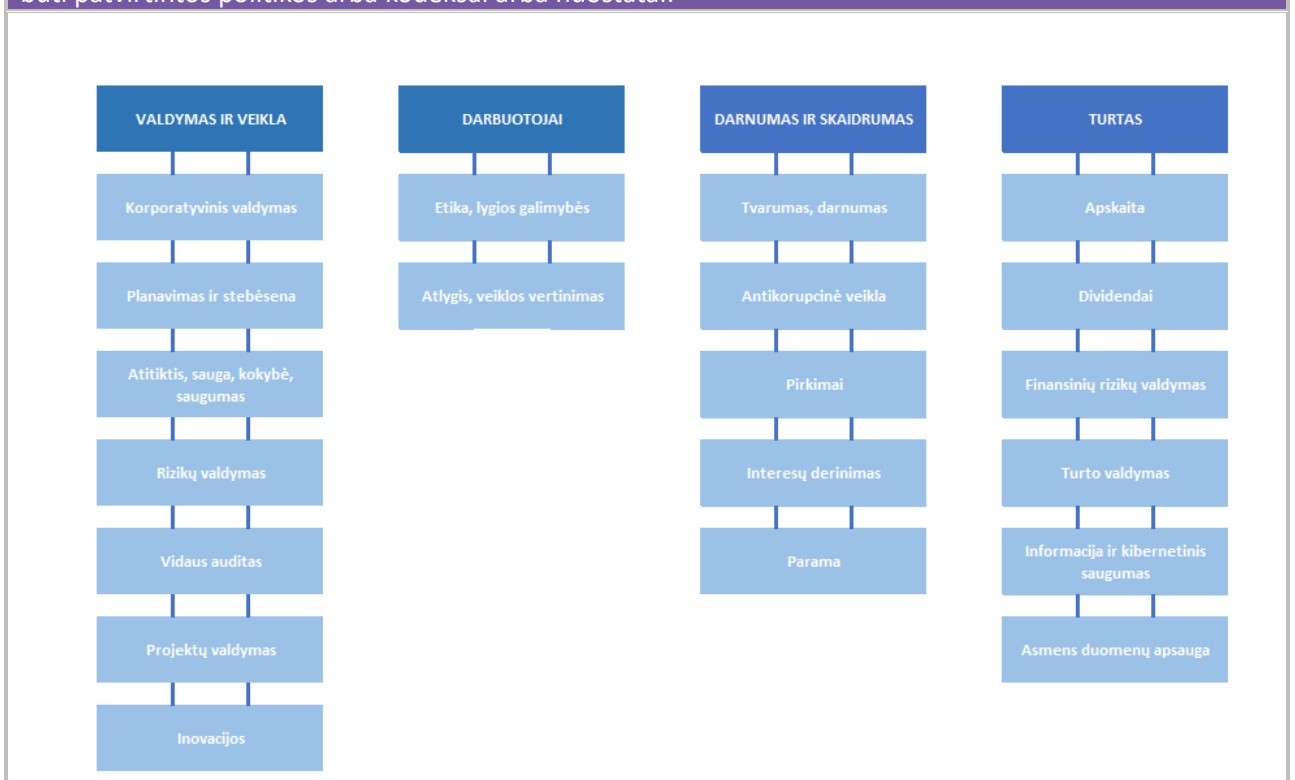 VALDYMAS IR VEIKLA
Korporatyvinis valdymas
Planavimas ir stebėsena
Atitiktis, sauga, kokybė,
saugumas
Rizikų valdymas
Vidaus auditas
Projektų valdymas
Inovacijos
DARBUOTOJAI
Etika, lygios galimybės
Atlygis, veiklos vertinimas
DARNUMAS IR SKAIDRUMAS
Tvarumas, darnumas
Antikorupcinė veikla
Pirkimai
Interesų derinimas
Parama
TURTAS
Apskaita
Dividendai
Finansinių rizikų valdymas
Turto valdymas
Informacija ir kibernetinis
saugumas
Asmens duomenų apsauga